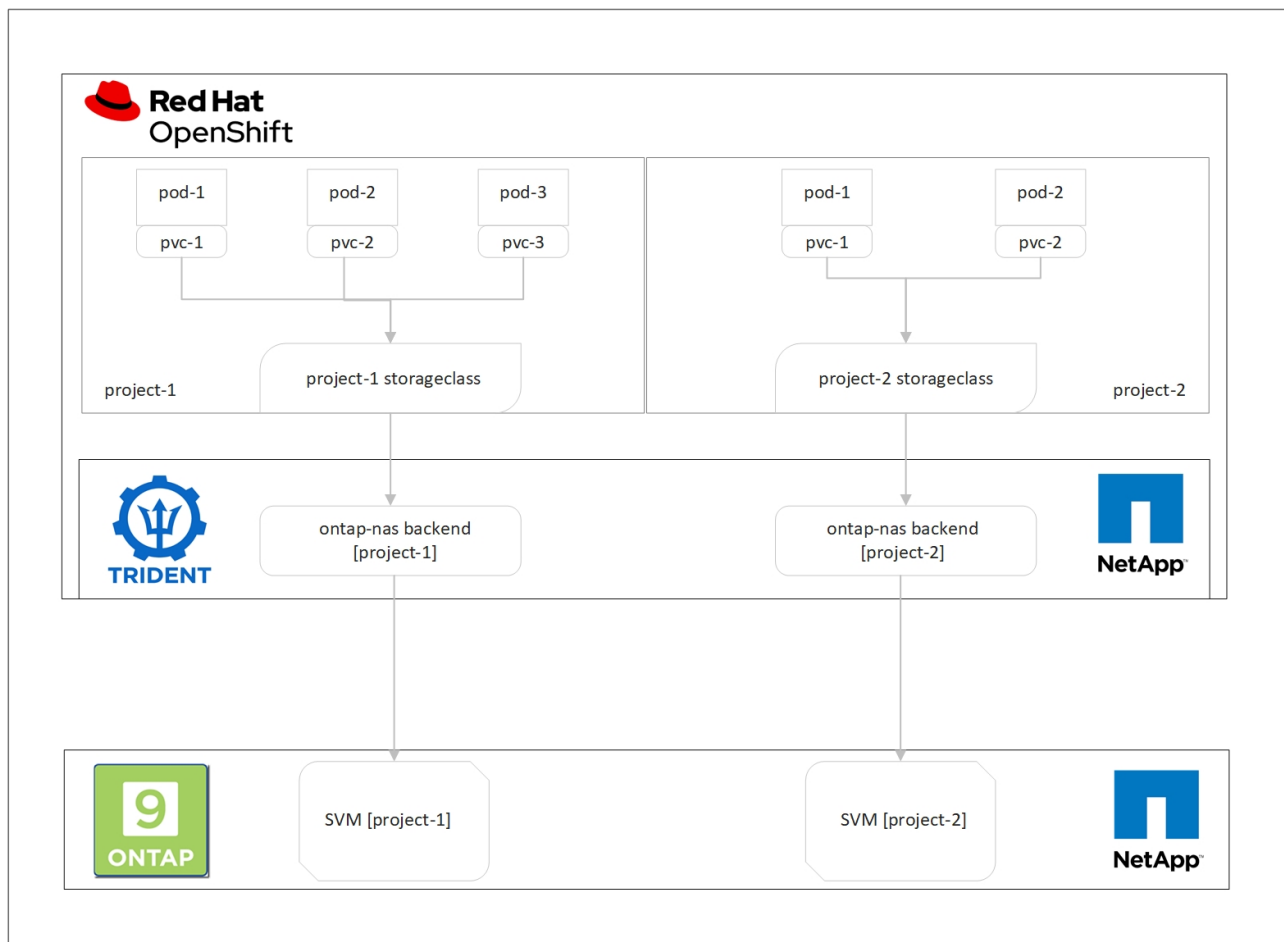 Red Hat
OpenShift
pod-1
pod-2
pod-3
pvc-1
pvc-2
pvc-3
project-1 storageclass
project-1
pod-1
pod-2
pvc-1
pvc-2
project-2 storageclass
project-2
TRIDENT
ontap-nas backend
[project-1]
ontap-nas backend
[project-2]
NetApp™
9
ONTAP
SVM [project-1]
SVM [project-2]
NetApp™